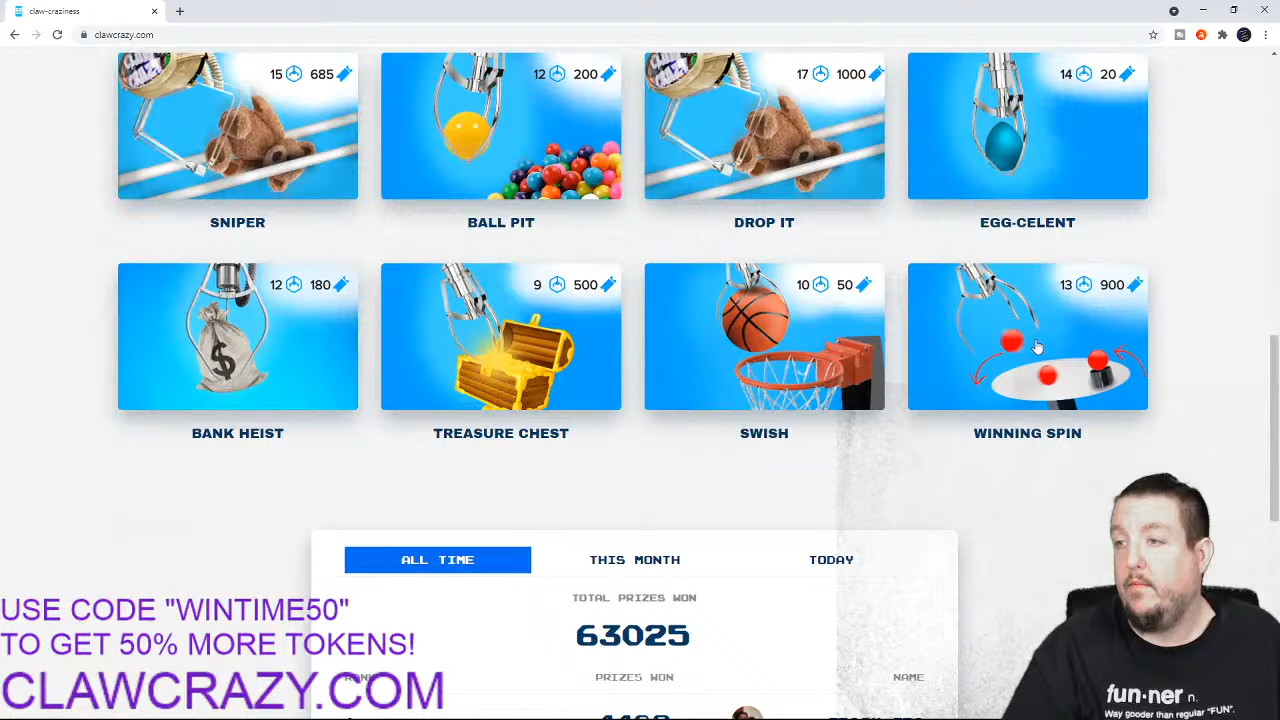 claw-craziness
clawcrazy.com
15 685
12 200
17 1000
14 20
SNIPER
BALL PIT
DROP IT
EGG-CELENT
12 180
9 500
10 50
13 900
$
BANK HEIST
TREASURE CHEST
SWISH
WINNING SPIN
ALL TIME
THIS MONTH
TODAY
TOTAL PRIZES WON
63025
PRIZES WON
NAME
USE CODE "WINTIME50"
TO GET 50% MORE TOKENS!
CLAWCRAZY.COM
fun·ner n.
Way gooder than regular "FUN".